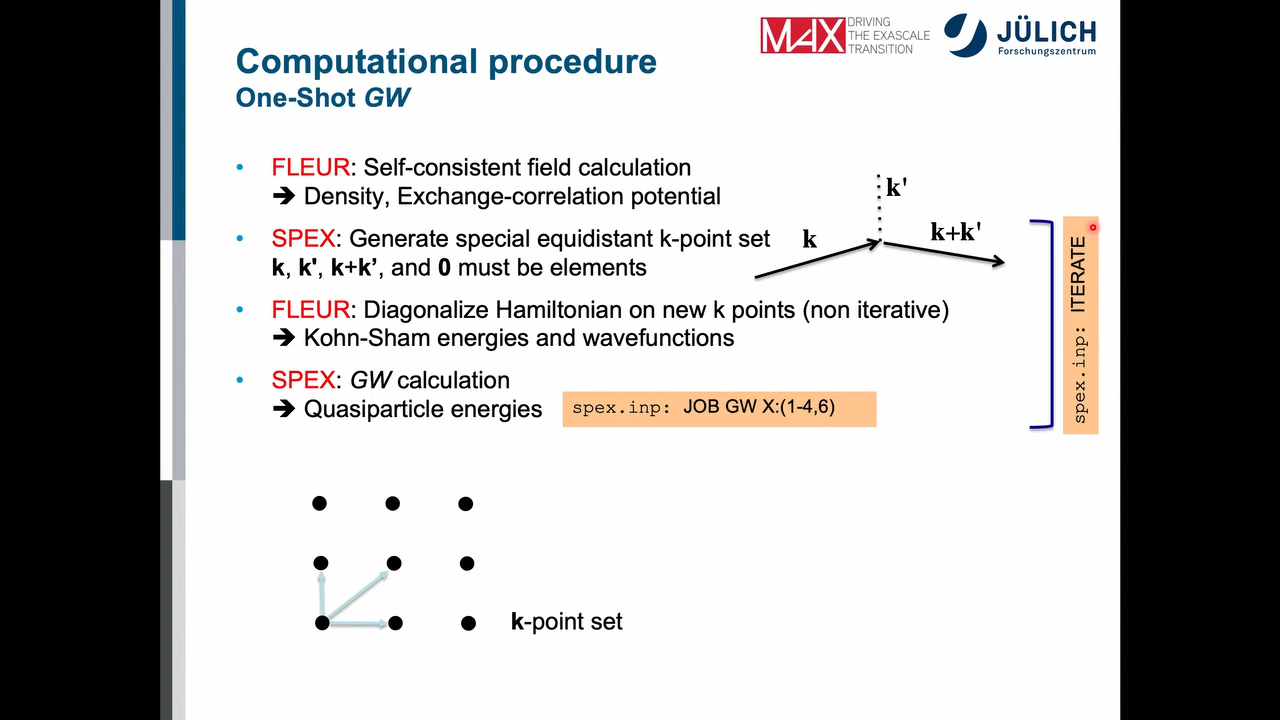 MAX DRIVING
THE EXASCALE
TRANSITION
JÜLICH
Forschungszentrum
Computational procedure
One-Shot GW
• FLEUR: Self-consistent field calculation
➔ Density, Exchange-correlation potential
• SPEX: Generate special equidistant k-point set
k, k', k+k’, and 0 must be elements
• FLEUR: Diagonalize Hamiltonian on new k points (non iterative)
➔ Kohn-Sham energies and wavefunctions
• SPEX: GW calculation
➔ Quasiparticle energies
spex.inp: JOB GW X:(1-4,6)
k'
k
k+k'
spex.inp: ITERATE
k-point set